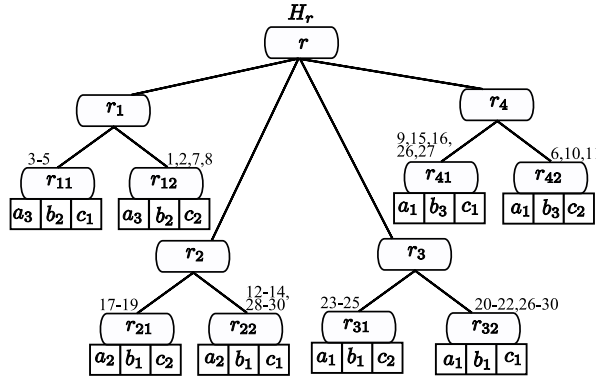 H_r
r
r_1
r_4
3-5
1,2,7,8
9,15,16,
26,27
6,10,11
r_11
r_12
r_41
r_42
a_3 b_2 c_1
a_3 b_2 c_2
a_1 b_3 c_1
a_1 b_3 c_2
r_2
r_3
17-19
12-14,
28-30
23-25
20-22,26-30
r_21
r_22
r_31
r_32
a_2 b_1 c_2
a_2 b_1 c_1
a_1 b_1 c_2
a_1 b_1 c_1